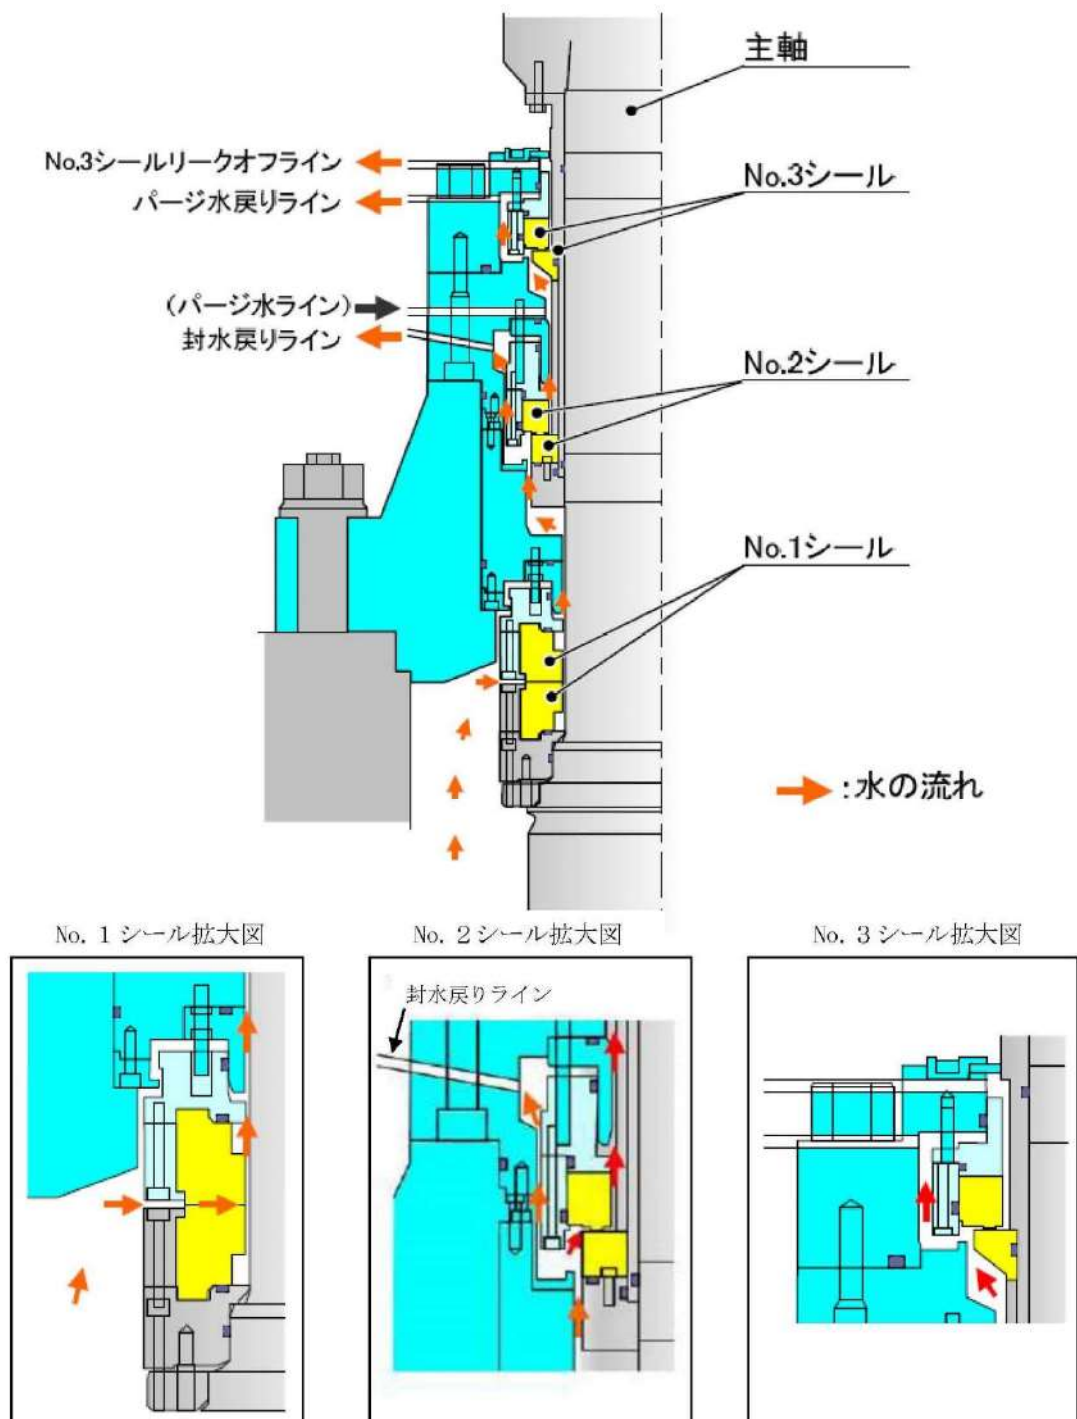 主軸
No.3シールリークオフライン
パージ水戻りライン
No.3シール
(パージ水ライン)
封水戻りライン
No.2シール
No.1シール
:水の流れ
No. 1 シール拡大図
No. 2 シール拡大図
No. 3 シール拡大図
封水戻りライン